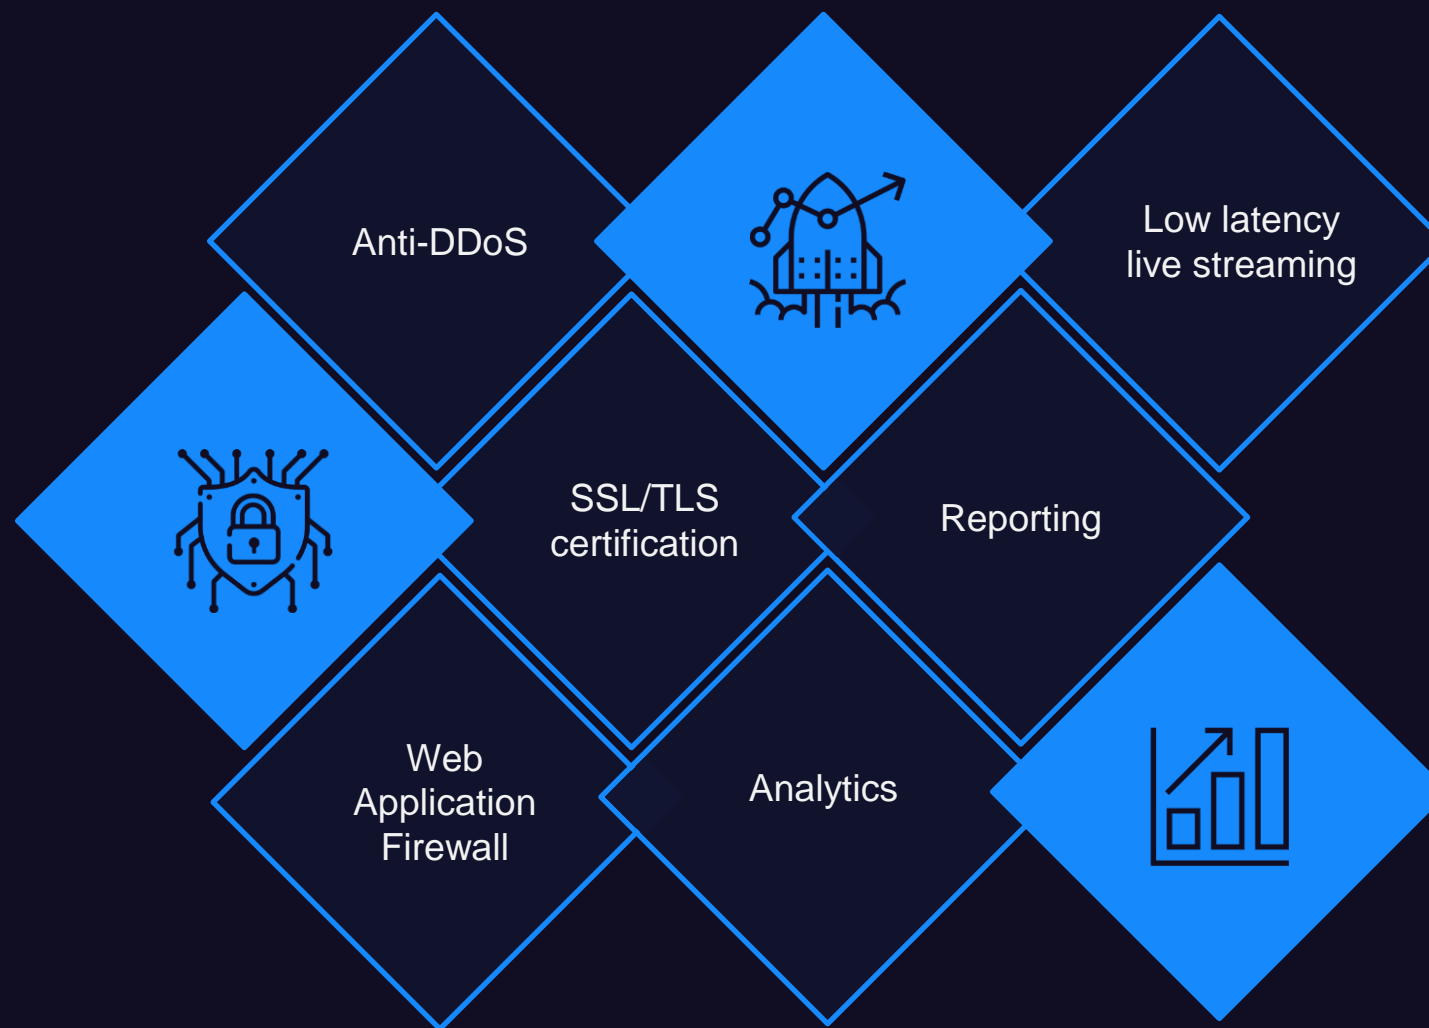 Anti-DDoS
Low latency
live streaming
SSL/TLS
certification
Reporting
Web
Application
Firewall
Analytics